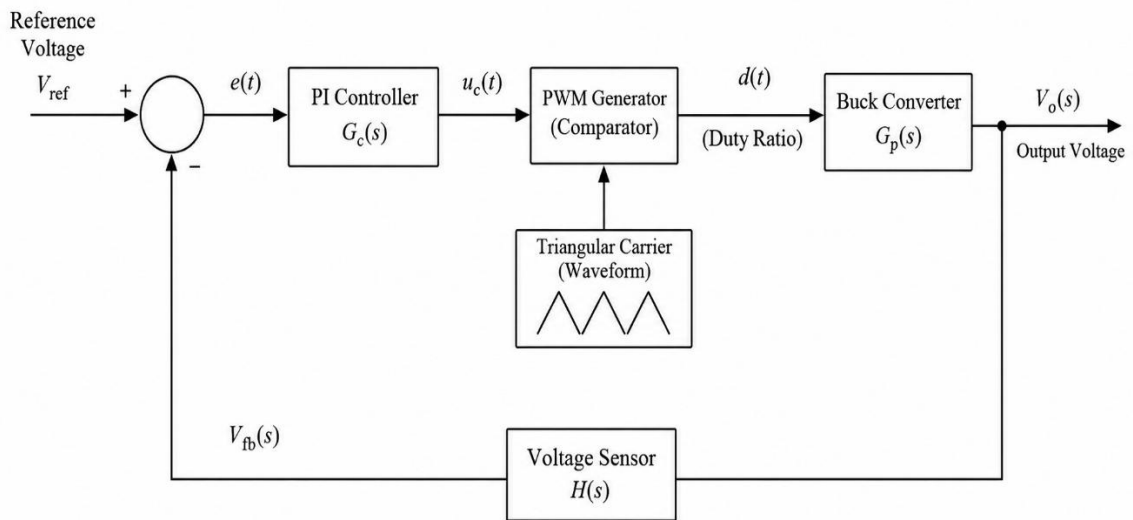 Reference
Voltage
V_ref
+
−
e(t)
PI Controller
G_c(s)
u_c(t)
PWM Generator
(Comparator)
d(t)
(Duty Ratio)
Buck Converter
G_p(s)
V_o(s)
Output Voltage
Triangular Carrier
(Waveform)
V_fb(s)
Voltage Sensor
H(s)